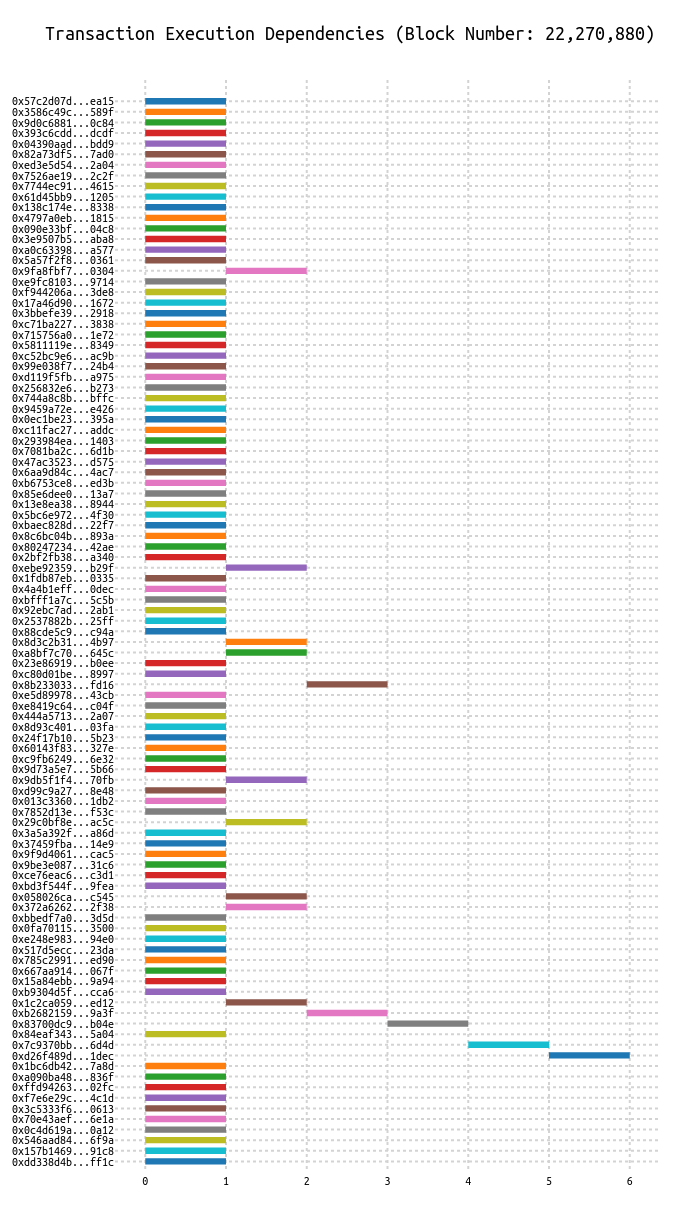 Transaction Execution Dependencies (Block Number: 22,270,880)
0x57c2d07d...ea15
0x3586c49c...589f
0x9d0c6881...0c84
0x393c6cdd...dcdf
0x04390aad...bdd9
0x82a73df5...7ad0
0xed3e5d54...2a04
0x7526ae19...2c2f
0x7744ec91...4615
0x61d45bb9...1205
0x138c174e...8338
0x4797a0eb...1815
0x090e33bf...04c8
0x3e9507b5...aba8
0xa0c63398...a577
0x5a57f2f8...0361
0x9fa8fbf7...0304
0xe9fc8103...9714
0xf944206a...3de8
0x17a46d90...1672
0x3bbefe39...2918
0xc71ba227...3838
0x715756a0...1e72
0x5811119e...8349
0xc52bc9e6...ac9b
0x99e038f7...24b4
0xd119f5fb...a975
0x256832e6...b273
0x744a8c8b...bffc
0x9459a72e...e426
0x0ec1be23...395a
0xc11fac27...addc
0x293984ea...1403
0x7081ba2c...6d1b
0x47ac3523...d575
0x6aa9d84c...4ac7
0xb6753ce8...ed3b
0x85e6dee0...13a7
0x13e8ea38...8944
0x5bc6e972...4f30
0xbaec828d...22f7
0x8c6bc04b...893a
0x80247234...42ae
0x2bf2fb38...a340
0xebe92359...b29f
0x1fdb87eb...0335
0x4a4b1eff...0dec
0xbfff1a7c...5c5b
0x92ebc7ad...2ab1
0x2537882b...25ff
0x88cde5c9...c94a
0x8d3c2b31...4b97
0xa8bf7c70...645c
0x23e86919...b0ee
0xc80d01be...8997
0x8b233033...fd16
0xe5d89978...43cb
0xe8419c64...c04f
0x444a5713...2a07
0x8d93c401...03fa
0x24f17b10...5b23
0x60143f83...327e
0xc9fb6249...6e32
0x9d73a5e7...5b66
0x9db5f1f4...70fb
0xd99c9a27...8e48
0x013c3360...1db2
0x7852d13e...f53c
0x29c0bf8e...ac5c
0x3a5a392f...a86d
0x37459fba...14e9
0x9f9d4061...cac5
0x9be3e087...31c6
0xce76eac6...c3d1
0xbd3f544f...9fea
0x058026ca...c545
0x372a6262...2f38
0xbbedf7a0...3d5d
0x0fa70115...3500
0xe248e983...94e0
0x517d5ecc...23da
0x785c2991...ed90
0x667aa914...067f
0x15a84ebb...9a94
0xb9304d5f...cca6
0x1c2ca059...ed12
0xb2682159...9a3f
0x83700dc9...b04e
0x84eaf343...5a04
0x7c9370bb...6d4d
0xd26f489d...1dec
0x1bc6db42...7a8d
0xa090ba48...836f
0xffd94263...02fc
0xf7e6e29c...4c1d
0x3c5333f6...0613
0x70e43aef...6e1a
0x0c4d619a...0a12
0x546aad84...6f9a
0x157b1469...91c8
0xdd338d4b...ff1c
0 1 2 3 4 5 6